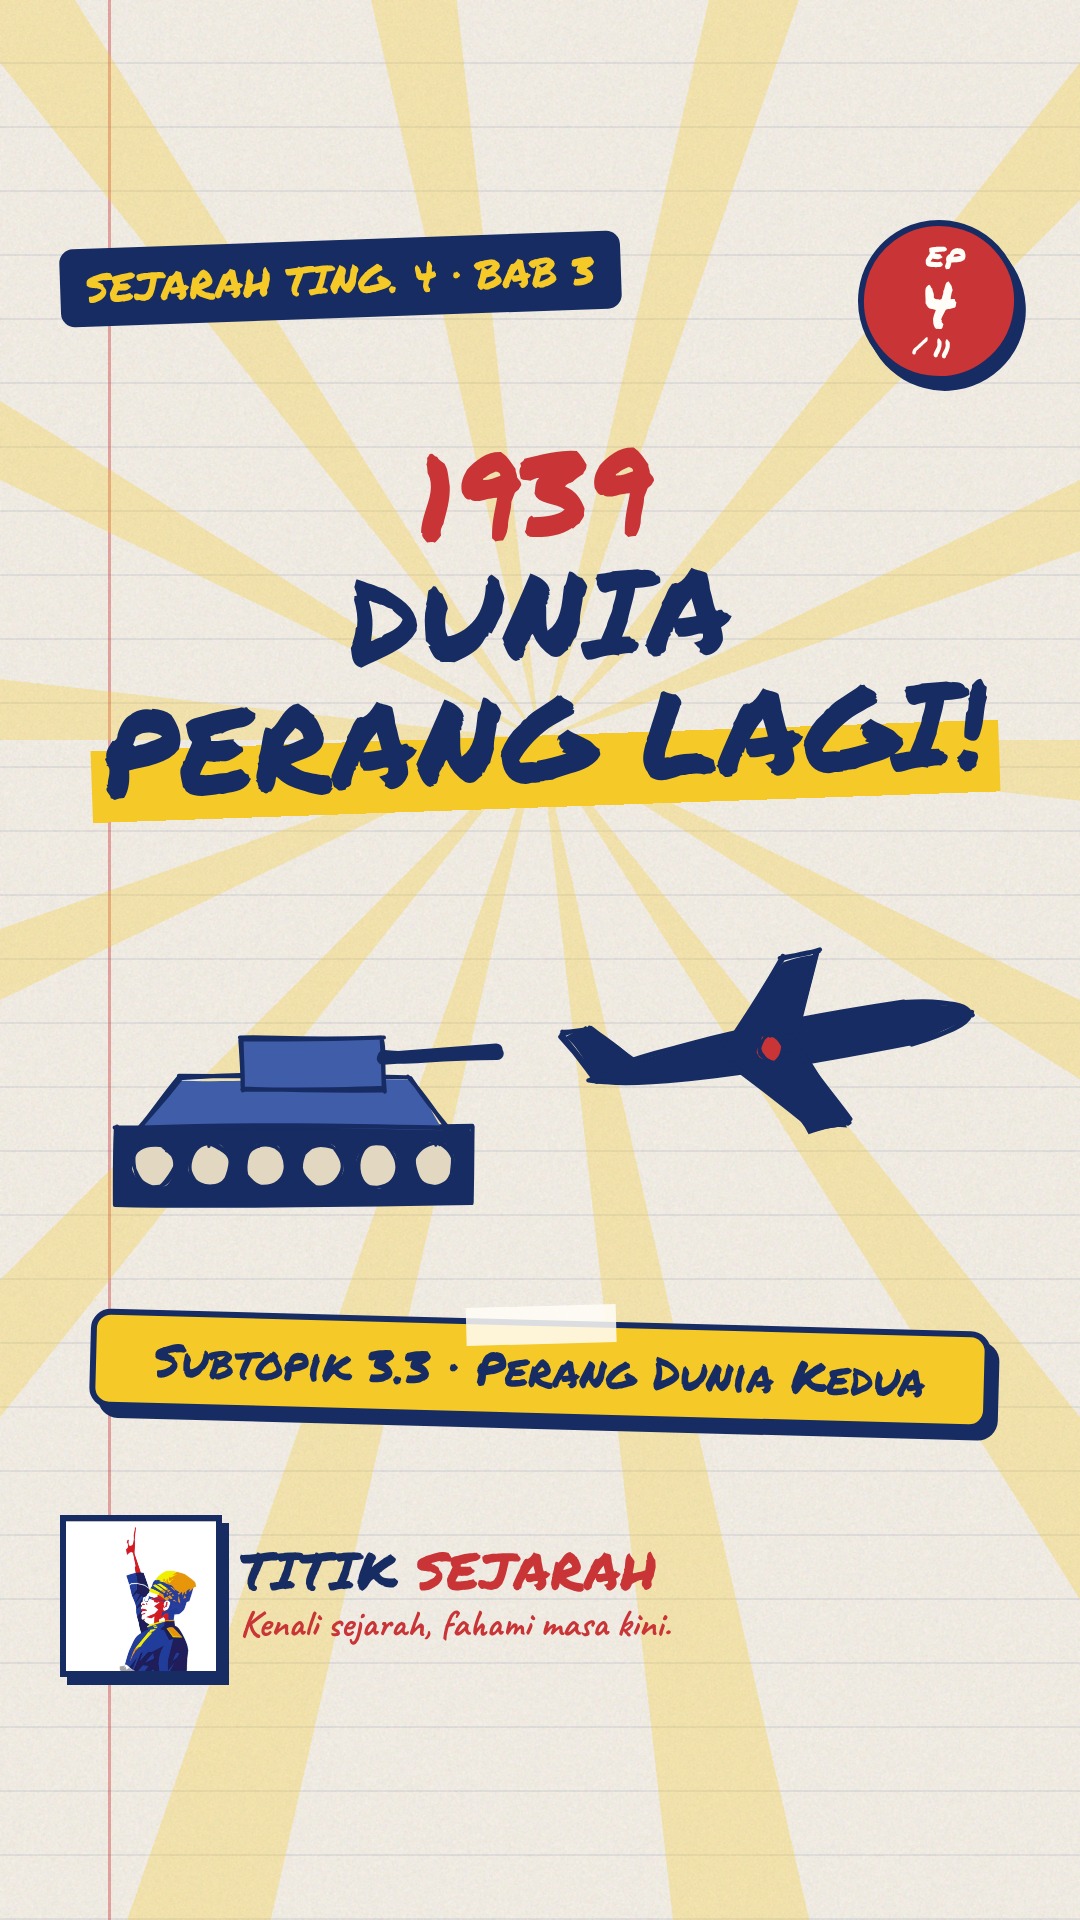 SEJARAH TING. 4 · BAB 3
EP
4
/11
1939
DUNIA
PERANG LAGI!
SUBTOPIK 3.3 · PERANG DUNIA KEDUA
TITIK SEJARAH
Kenali sejarah, fahami masa kini.